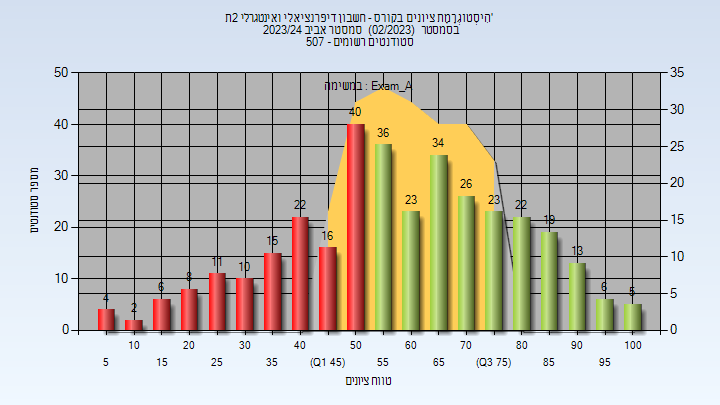 הִיסְטוֹגְרָמַת ציונים בקורס - חשבון דיפרנציאלי ואינטגרלי 2ח'
בסמסטר (02/2023) סמסטר אביב 2023/24
סטודנטים רשומים - 507
במשימה : Exam_A
מספר סטודנטים
50 40 30 20 10 0
35 30 25 20 15 10 5 0
4 2 6 8 11 10 15 22 16 40 36 23 34 26 23 22 19 13 6 5
10 20 30 40 50 60 70 80 90 100
5 15 25 35 (Q1 45) 55 65 (Q3 75) 85 95
טווח ציונים